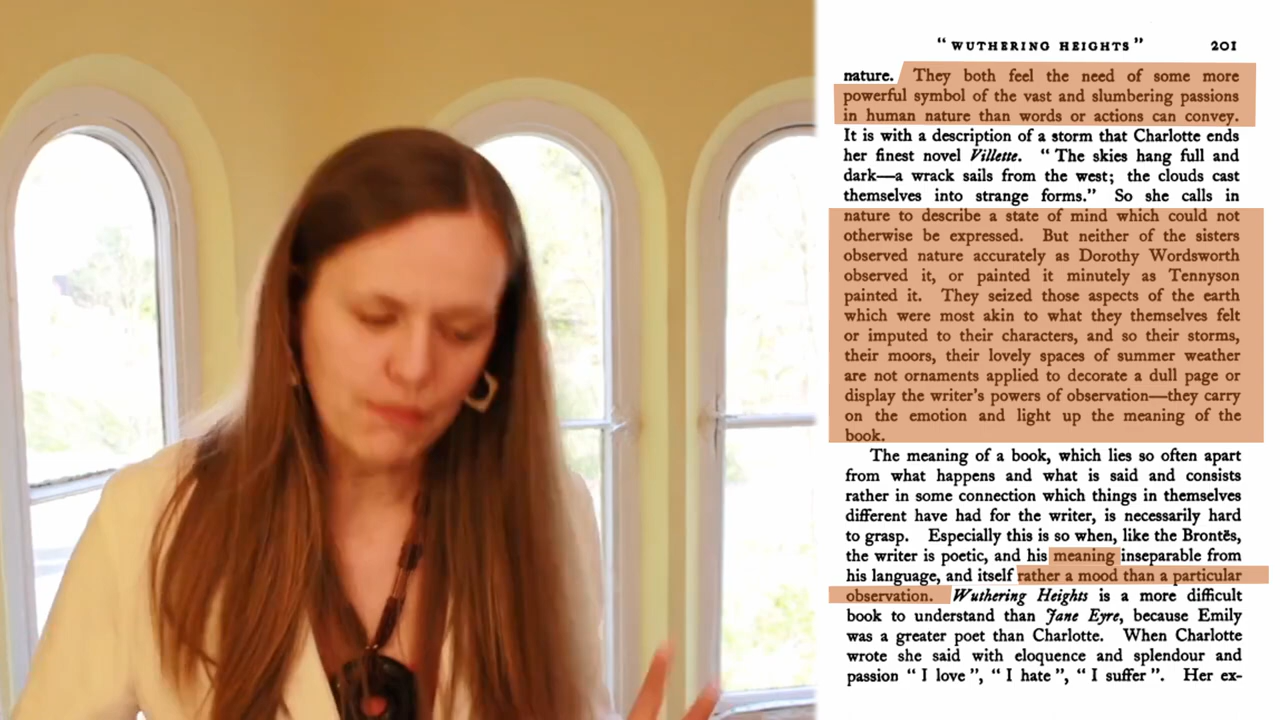 “WUTHERING HEIGHTS” 201
nature. They both feel the need of some more
powerful symbol of the vast and slumbering passions
in human nature than words or actions can convey.
It is with a description of a storm that Charlotte ends
her finest novel Villette. “The skies hang full and
dark—a wrack sails from the west; the clouds cast
themselves into strange forms.” So she calls in
nature to describe a state of mind which could not
otherwise be expressed. But neither of the sisters
observed nature accurately as Dorothy Wordsworth
observed it, or painted it minutely as Tennyson
painted it. They seized those aspects of the earth
which were most akin to what they themselves felt
or imputed to their characters, and so their storms,
their moors, their lovely spaces of summer weather
are not ornaments applied to decorate a dull page or
display the writer’s powers of observation—they carry
on the emotion and light up the meaning of the
book.
The meaning of a book, which lies so often apart
from what happens and what is said and consists
rather in some connection which things in themselves
different have had for the writer, is necessarily hard
to grasp. Especially this is so when, like the Brontës,
the writer is poetic, and his meaning inseparable from
his language, and itself rather a mood than a particular
observation. Wuthering Heights is a more difficult
book to understand than Jane Eyre, because Emily
was a greater poet than Charlotte. When Charlotte
wrote she said with eloquence and splendour and
passion “I love”, “I hate”, “I suffer”. Her ex-